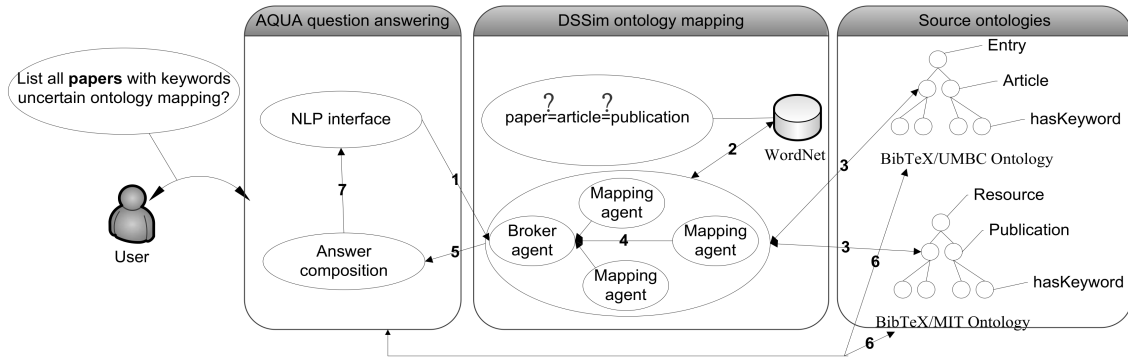 AQUA question answering
DSSim ontology mapping
Source ontologies
List all papers with keywords
uncertain ontology mapping?
User
NLP interface
1
7
5
Answer
composition
? ?
paper=article=publication
WordNet
2
Mapping
agent
Broker
agent
4
Mapping
agent
Mapping
agent
3
3
6
6
Entry
Article
hasKeyword
BibTeX/UMBC Ontology
Resource
Publication
hasKeyword
BibTeX/MIT Ontology